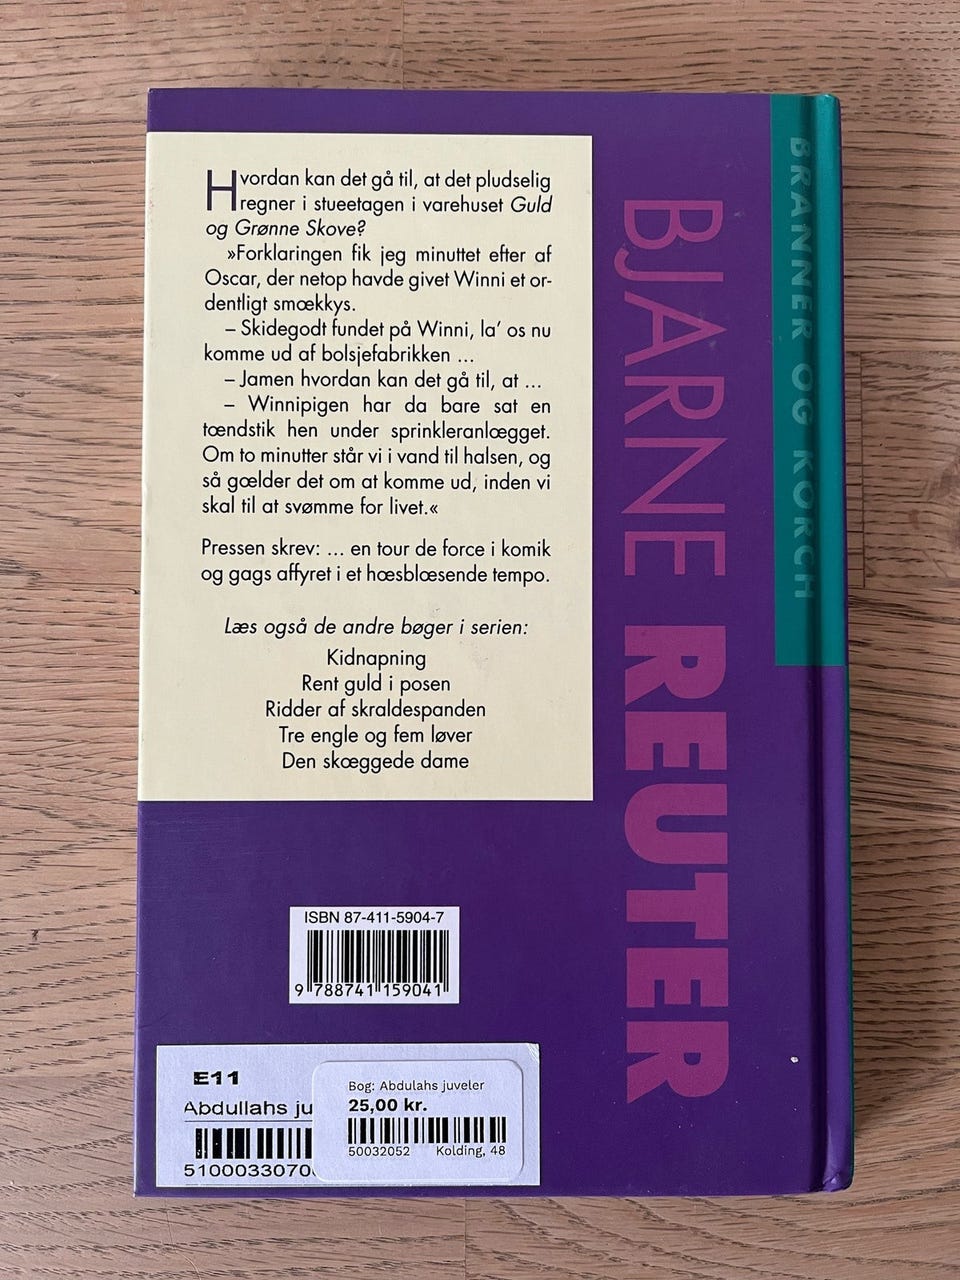 Hvordan kan det gå til, at det pludselig
regner i stueetagen i varehuset Guld
og Grønne Skove?
»Forklaringen fik jeg minuttet efter af
Oscar, der netop havde givet Winni et or-
dentligt smækkys.
– Skidegodt fundet på Winni, la' os nu
komme ud af bolsjefabrikken ...
– Jamen hvordan kan det gå til, at ...
– Winnipigen har da bare sat en
tændstik hen under sprinkleranlægget.
Om to minutter står vi i vand til halsen, og
så gælder det om at komme ud, inden vi
skal til at svømme for livet.«
Pressen skrev: ... en tour de force i komik
og gags affyret i et hæsblæsende tempo.
Læs også de andre bøger i serien:
Kidnapning
Rent guld i posen
Ridder af skraldespanden
Tre engle og fem løver
Den skæggede dame
BJARNE REUTER
BRANNER OG KORCH
ISBN 87-411-5904-7
9 788741 159041
E11
Abdullahs ju
5100033070
Bog: Abdulahs juveler
25,00 kr.
50032052 Kolding, 48